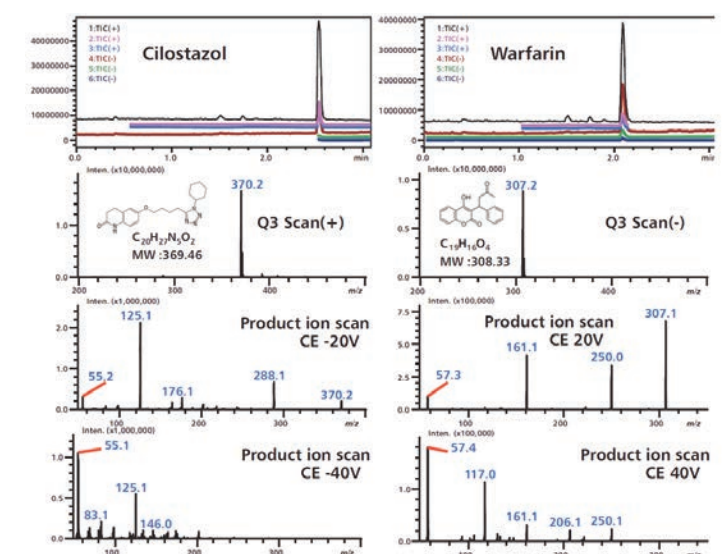 1:TIC(+)
2:TIC(+)
3:TIC(+)
4:TIC(-)
5:TIC(-)
6:TIC(-)
Cilostazol
40000000
30000000
20000000
10000000
0
0.0 1.0 2.0 min
1:TIC(+)
2:TIC(+)
3:TIC(+)
4:TIC(-)
5:TIC(-)
6:TIC(-)
Warfarin
40000000
30000000
20000000
10000000
0
0.0 1.0 2.0 min
Inten. (x10,000,000)
370.2
Q3 Scan(+)
C20H27N5O2
MW :369.46
1.0
0.0
200 300 400 m/z
Inten. (x10,000,000)
307.2
Q3 Scan(-)
C19H16O4
MW :308.33
1.0
0.5
0.0
200 300 400 m/z
Inten. (x1,000,000)
125.1
Product ion scan
CE -20V
55.2
176.1
288.1
370.2
2.0
1.0
0.0
100 200 300 m/z
Inten. (x100,000)
307.1
Product ion scan
CE 20V
161.1
250.0
57.3
7.5
5.0
2.5
0.0
100 200 300 m/z
Inten. (x1,000,000)
55.1
Product ion scan
CE -40V
125.1
83.1
146.0
1.0
0.5
0.0
100 200 300 m/z
Inten. (x100,000)
57.4
Product ion scan
CE 40V
117.0
161.1
206.1
250.1
1.0
0.0